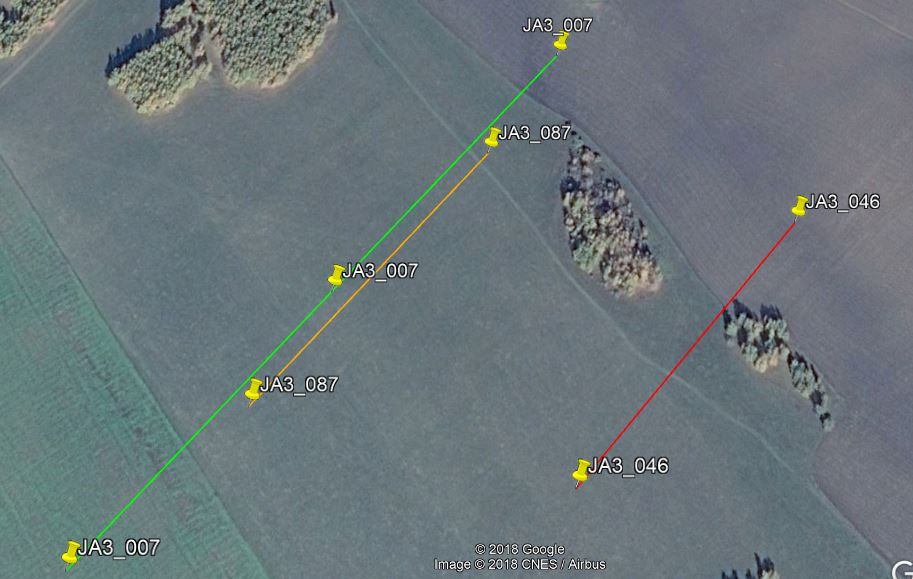 JA3_007
JA3_087
JA3_046
JA3_007
JA3_087
JA3_046
JA3_007
© 2018 Google
Image © 2018 CNES / Airbus
G